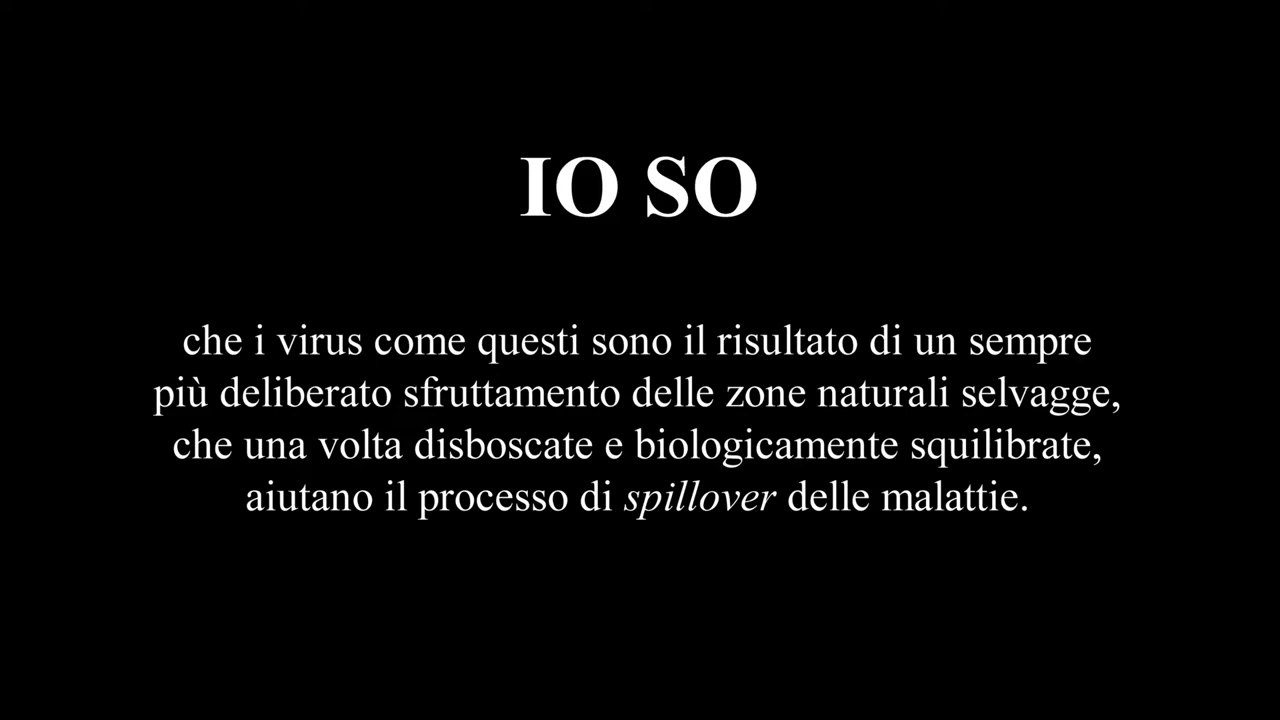 IO SO
che i virus come questi sono il risultato di un sempre
più deliberato sfruttamento delle zone naturali selvagge,
che una volta disboscate e biologicamente squilibrate,
aiutano il processo di spillover delle malattie.